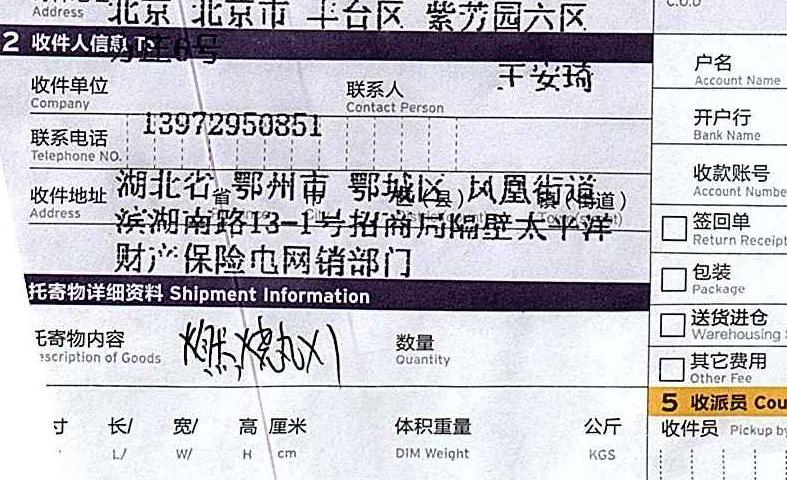 Address 北京 北京市 丰台区 紫芳园六区
C.O.D
2 收件人信息 To
方庄6号
收件单位
Company
联系人
Contact Person
王安琦
户名
Account Name
联系电话
Telephone NO.
13972950851
开户行
Bank Name
收件地址
Address
湖北省 鄂州市 鄂城区 凤凰街道
滨湖南路13-1号招商局隔壁太平洋
财产保险电网销部门
省 市 区(县) 镇(街道)
收款账号
Account Numbe
签回单
Return Receipt
包装
Package
托寄物详细资料 Shipment Information
送货进仓
Warehousing S
托寄物内容
escription of Goods
燃烧丸X1
数量
Quantity
其它费用
Other Fee
5 收派员 Cou
寸 长/ 宽/ 高 厘米
L/ W/ H cm
体积重量
DIM Weight
公斤
KGS
收件员 Pickup by